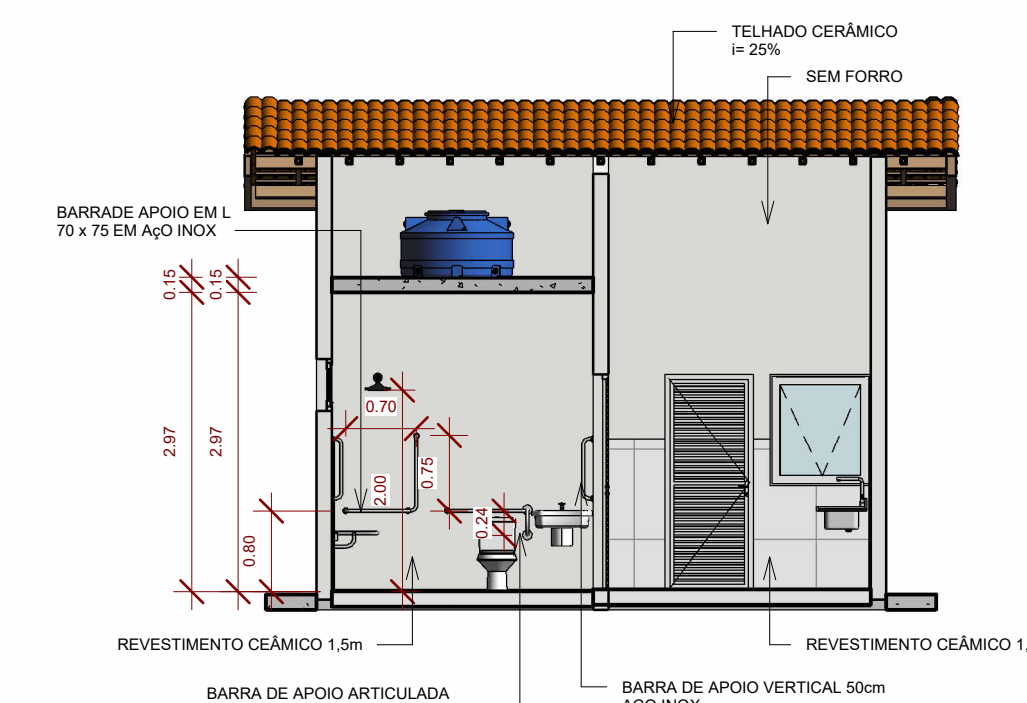 TELHADO CERÂMICO
i= 25%
SEM FORRO
BARRADE APOIO EM L
70 x 75 EM AçO INOX
0.15
0.15
2.97
2.97
0.80
0.70
2.00
0.75
0.24
REVESTIMENTO CEÂMICO 1,5m
REVESTIMENTO CEÂMICO 1,
BARRA DE APOIO ARTICULADA
BARRA DE APOIO VERTICAL 50cm
AÇO INOX